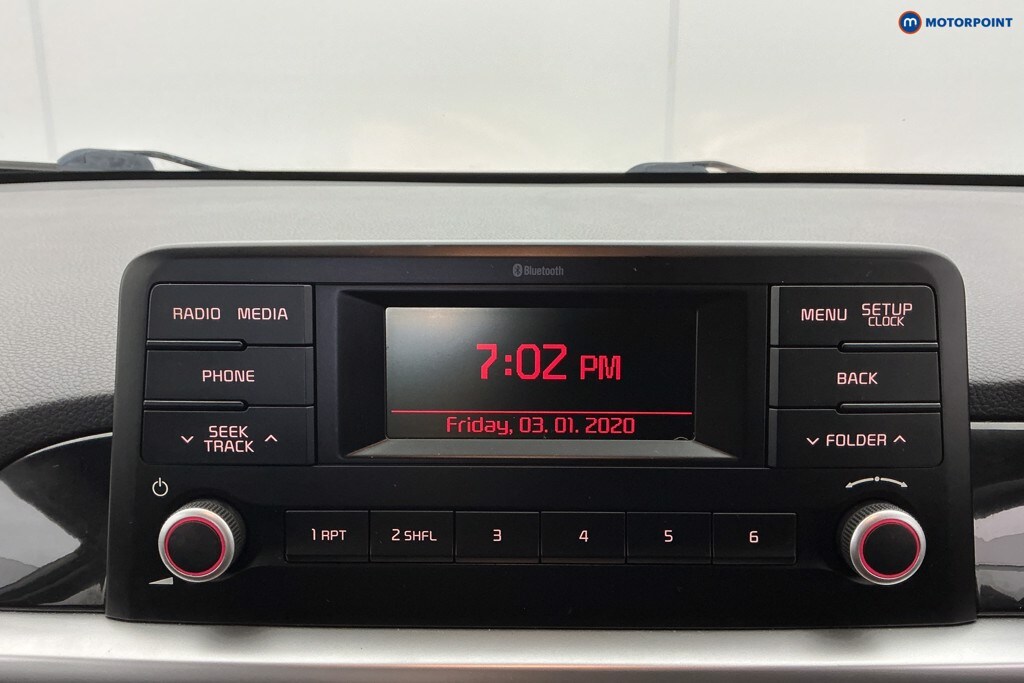 m MOTORPOINT
Bluetooth
RADIO MEDIA
MENU SETUP
CLOCK
7:02 PM
PHONE
BACK
Friday, 03. 01. 2020
SEEK
TRACK
FOLDER
1 RPT 2 SHFL 3 4 5 6